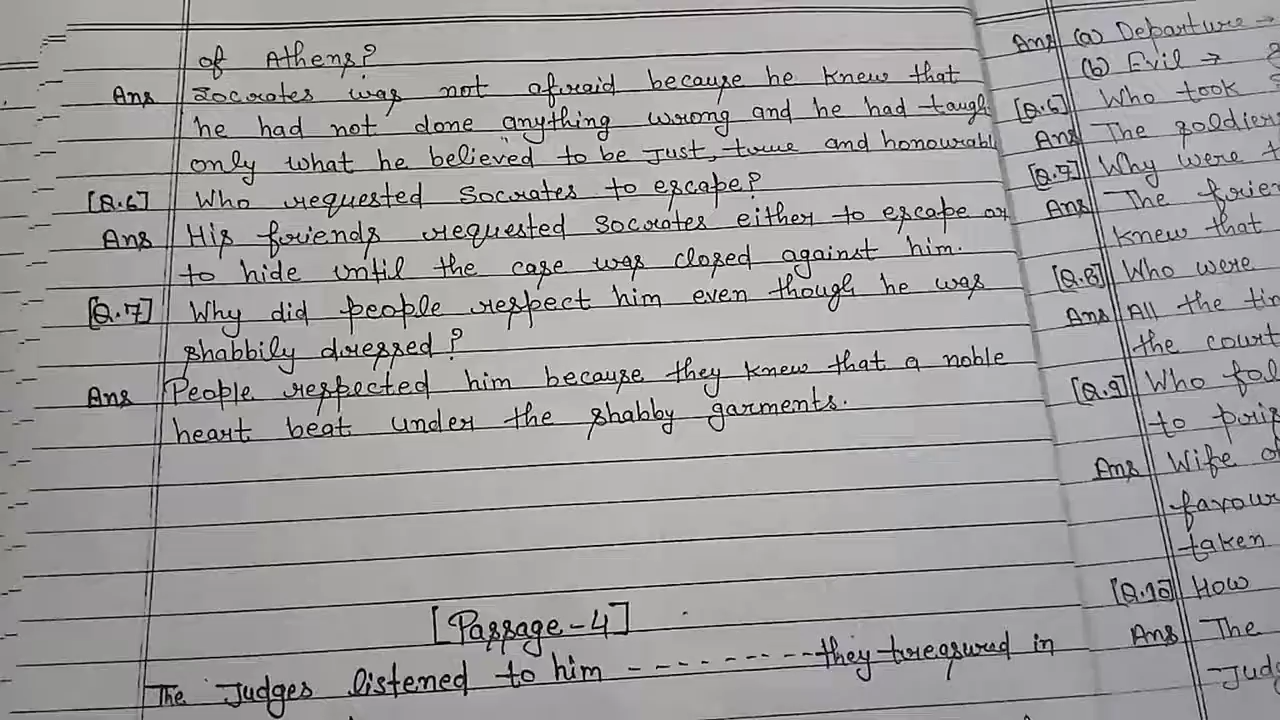 of Athens?
Ans Socrates was not afraid because he knew that
he had not done anything wrong and he had taugh
only what he believed to be just, true and honourabl
[Q.6] Who requested Socrates to escape?
Ans His friends requested Socrates either to escape or
to hide until the case was closed against him.
[Q.7] Why did people respect him even though he was
shabbily dressed?
Ans People respected him because they knew that a noble
heart beat under the shabby garments.
[Passage-4]
The Judges listened to him --------- they treasured in
Ans (a) Departure →
(b) Evil →
Who took
Ans The soldiers
Why were t
Ans The frien
knew that
[Q.8] Who were
Ans All the tim
the court
[Q.9] Who fol
to pris
Ans Wife of
favour
taken
[Q.10] How
Ans The
Judg